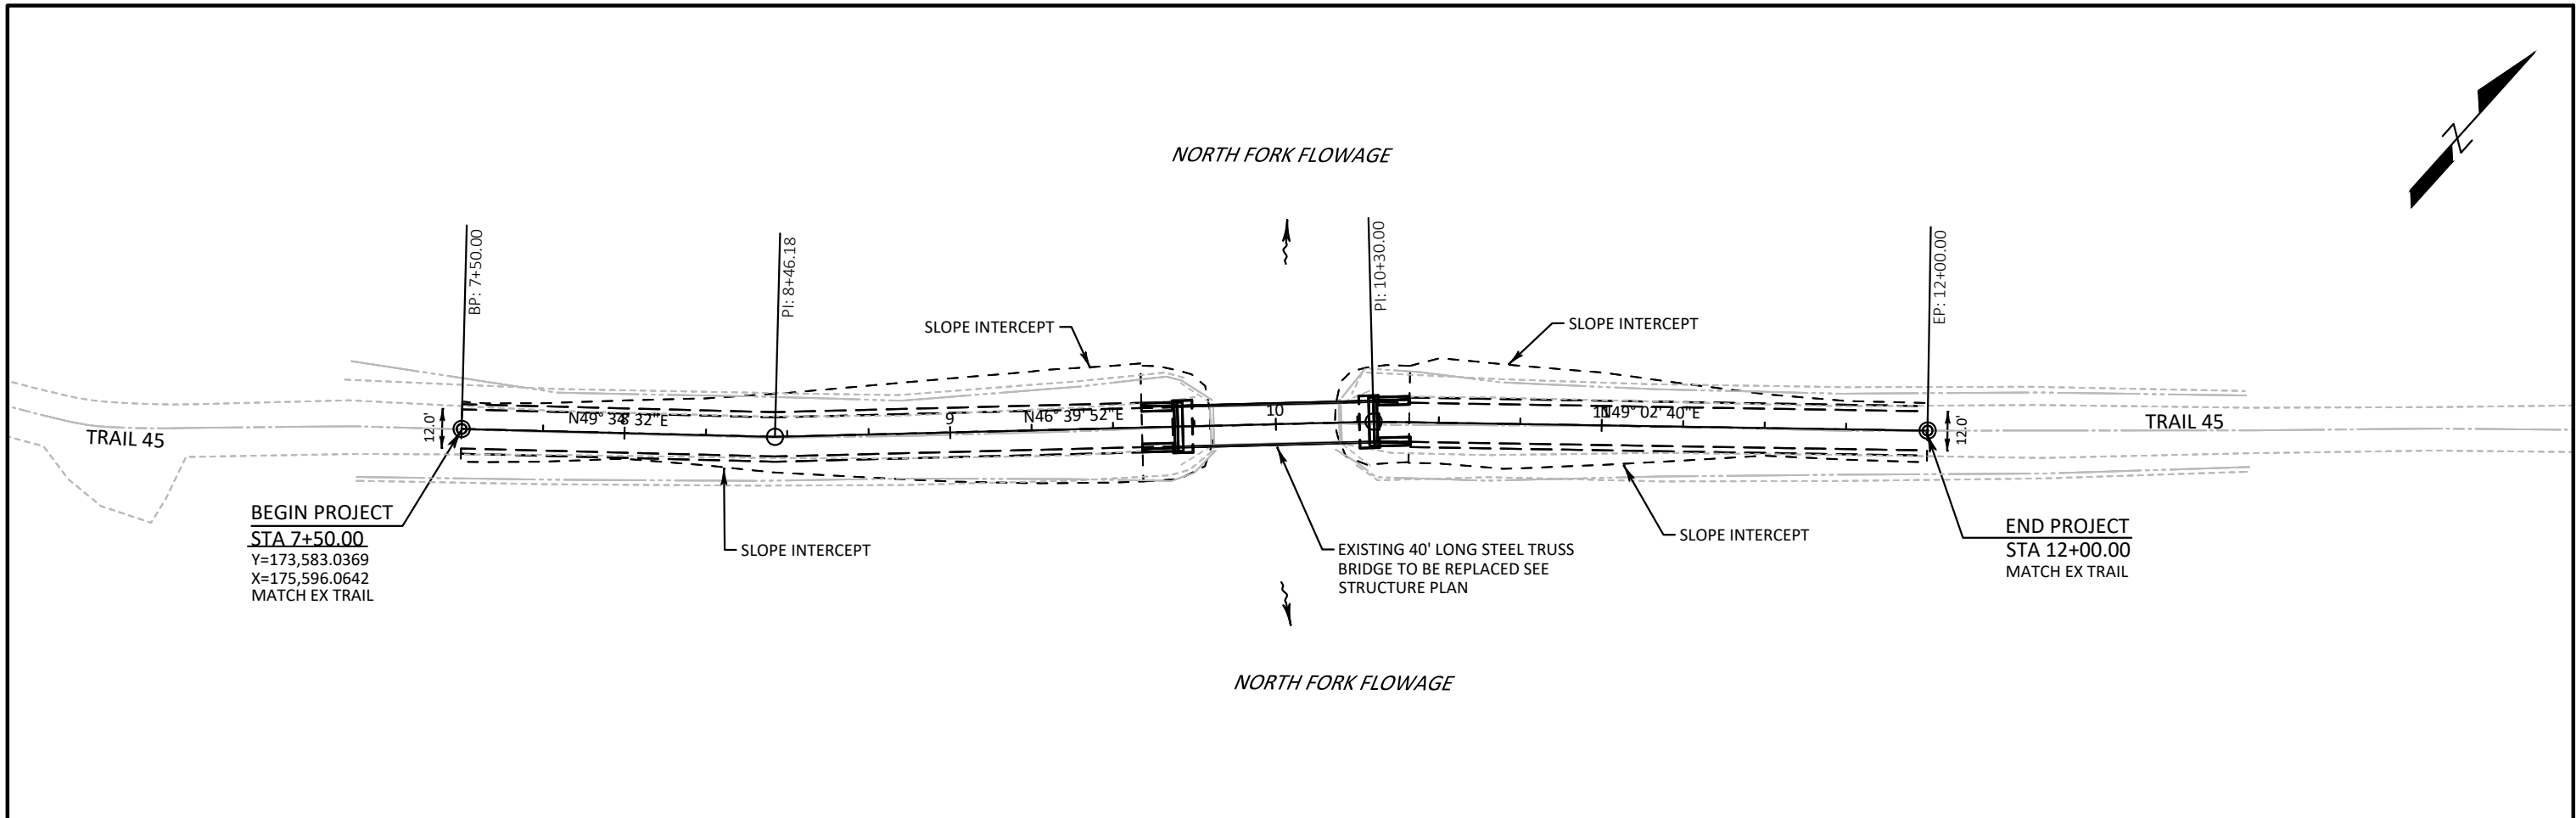 NORTH FORK FLOWAGE
Z
BP: 7+50.00
PI: 8+46.18
PI: 10+30.00
EP: 12+00.00
SLOPE INTERCEPT
SLOPE INTERCEPT
12.0'
N49° 34' 32"E
8
9
N46° 39' 52"E
10
11
N49° 02' 40"E
12.0'
TRAIL 45
TRAIL 45
BEGIN PROJECT
STA 7+50.00
Y=173,583.0369
X=175,596.0642
MATCH EX TRAIL
SLOPE INTERCEPT
EXISTING 40' LONG STEEL TRUSS
BRIDGE TO BE REPLACED SEE
STRUCTURE PLAN
SLOPE INTERCEPT
END PROJECT
STA 12+00.00
MATCH EX TRAIL
NORTH FORK FLOWAGE